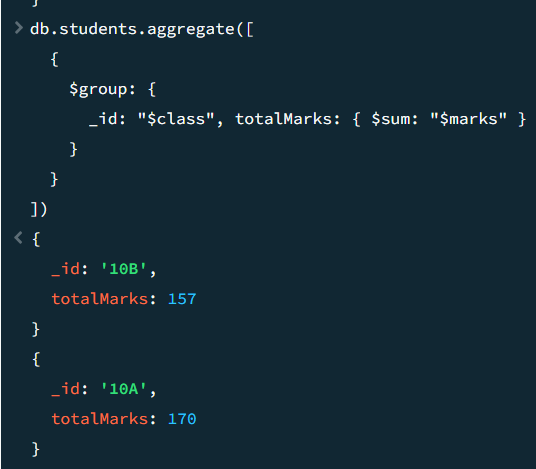 }
> db.students.aggregate([
{
$group: {
_id: "$class", totalMarks: { $sum: "$marks" }
}
}
])
< {
_id: '10B',
totalMarks: 157
}
{
_id: '10A',
totalMarks: 170
}